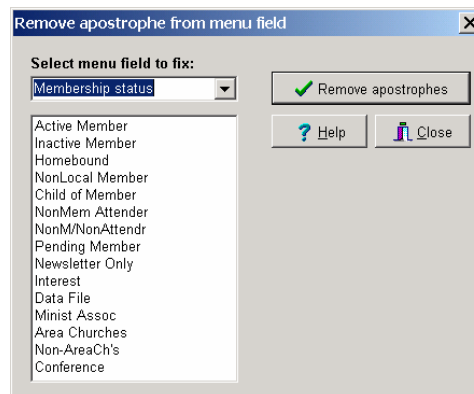 Remove apostrophe from menu field
Select menu field to fix:
Membership status
Remove apostrophes
Help
Close
Active Member
Inactive Member
Homebound
NonLocal Member
Child of Member
NonMem Attender
NonM/NonAttendr
Pending Member
Newsletter Only
Interest
Data File
Minist Assoc
Area Churches
Non-AreaCh's
Conference